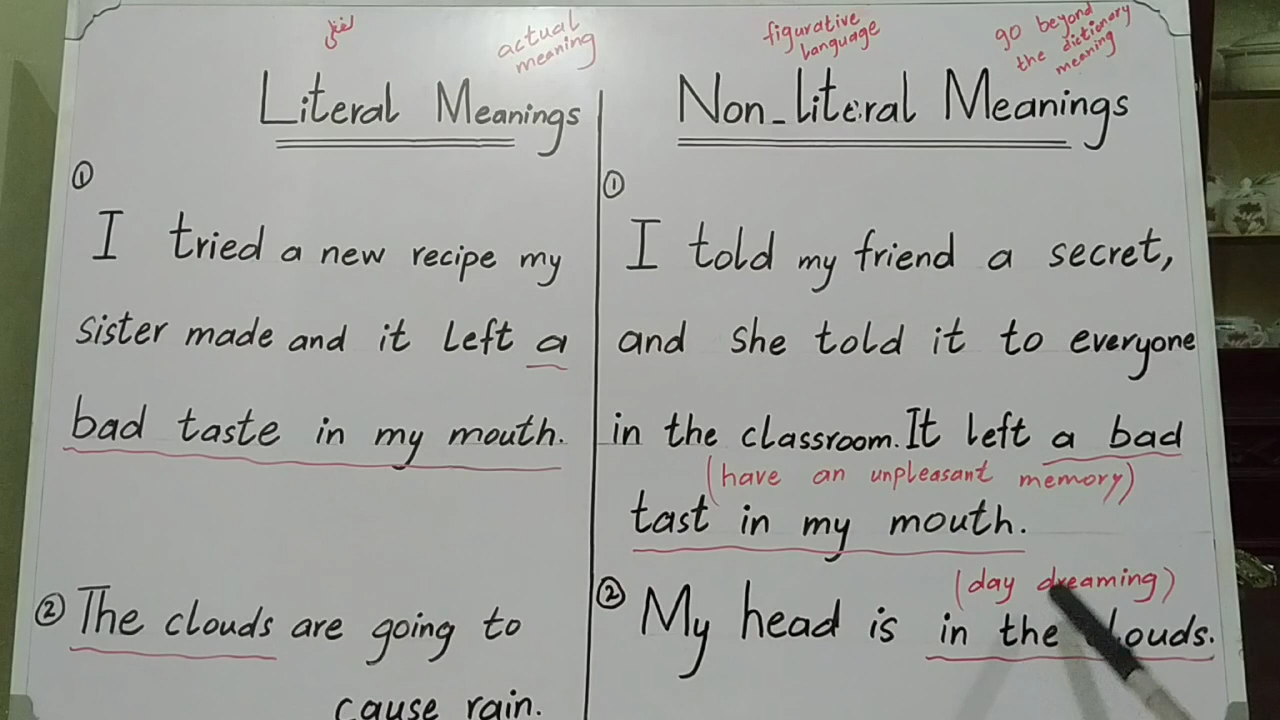 لفظی
actual
meaning
Literal Meanings
①
I tried a new recipe my
sister made and it left a
bad taste in my mouth.
② The clouds are going to
cause rain.
figurative
language
go beyond
the dictionary
meaning
Non-literal Meanings
①
I told my friend a secret,
and she told it to everyone
in the classroom. It left a bad
(have an unpleasant memory)
tast in my mouth.
(day dreaming)
② My head is in the clouds.